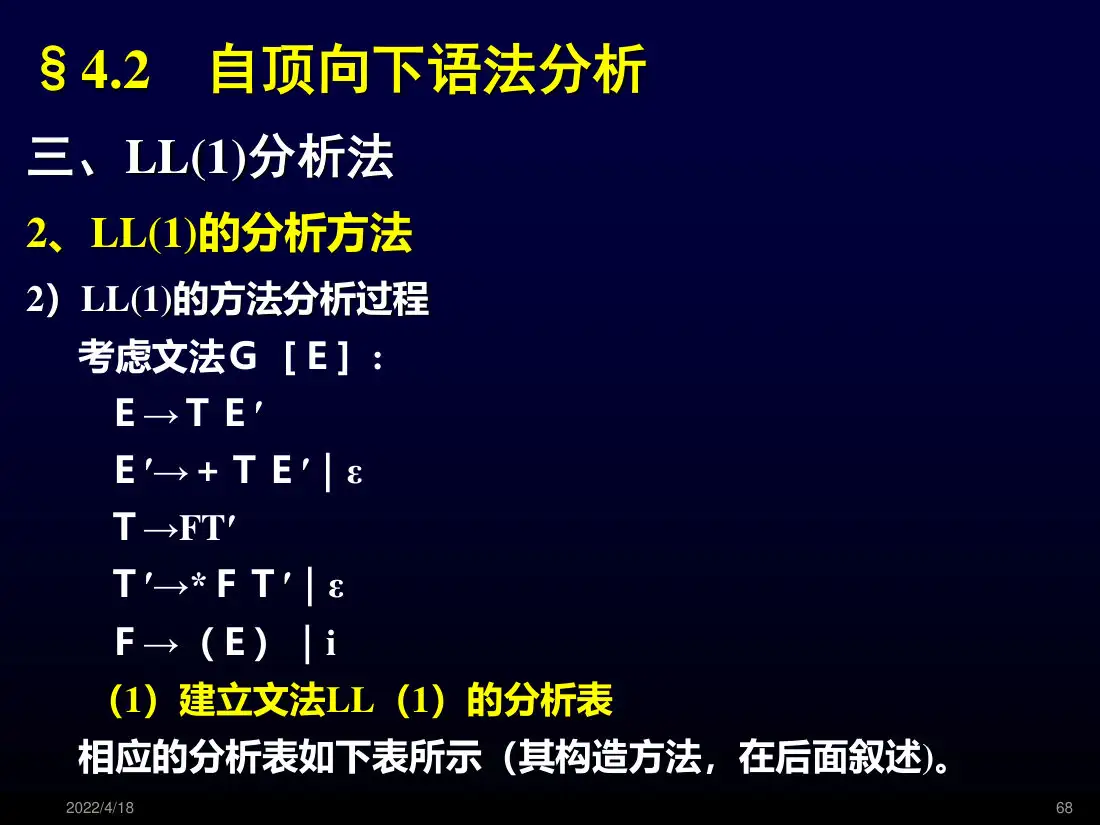 §4.2 自顶向下语法分析
三、LL(1)分析法
2、LL(1)的分析方法
2）LL(1)的方法分析过程
考虑文法G［E］:
E→T E′
E′→+ T E′｜ε
T→FT′
T′→* F T′｜ε
F→（E）｜i
（1）建立文法LL（1）的分析表
相应的分析表如下表所示（其构造方法，在后面叙述)。
2022/4/18
68